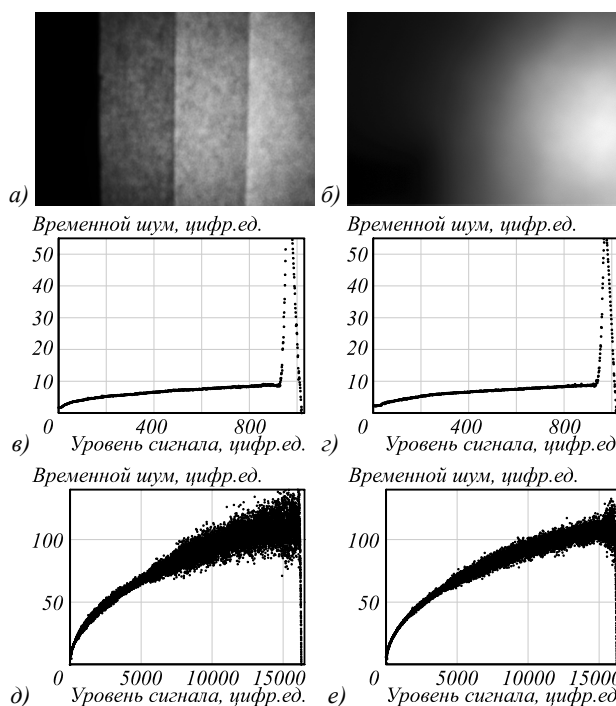 а) б)
Временной шум, цифр.ед. Временной шум, цифр.ед.
50 50
40 40
30 30
20 20
10 10
0 400 800 0 400 800
в) Уровень сигнала, цифр.ед. г) Уровень сигнала, цифр.ед.
Временной шум, цифр.ед. Временной шум, цифр.ед.
100 100
50 50
0 5000 10000 15000 0 5000 10000 15000
д) Уровень сигнала, цифр.ед. е) Уровень сигнала, цифр.ед.